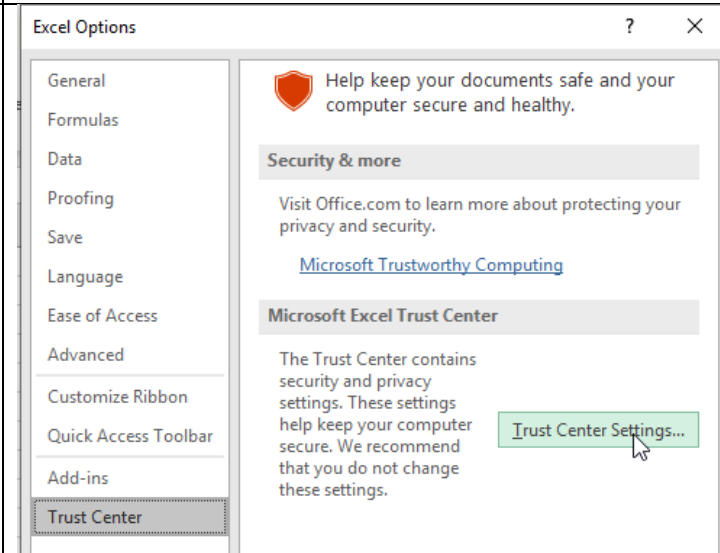 Excel Options
?
General
Formulas
Data
Proofing
Save
Language
Ease of Access
Advanced
Customize Ribbon
Quick Access Toolbar
Add-ins
Trust Center
Help keep your documents safe and your
computer secure and healthy.
Security & more
Visit Office.com to learn more about protecting your
privacy and security.
Microsoft Trustworthy Computing
Microsoft Excel Trust Center
The Trust Center contains
security and privacy
settings. These settings
help keep your computer
secure. We recommend
that you do not change
these settings.
Trust Center Settings...